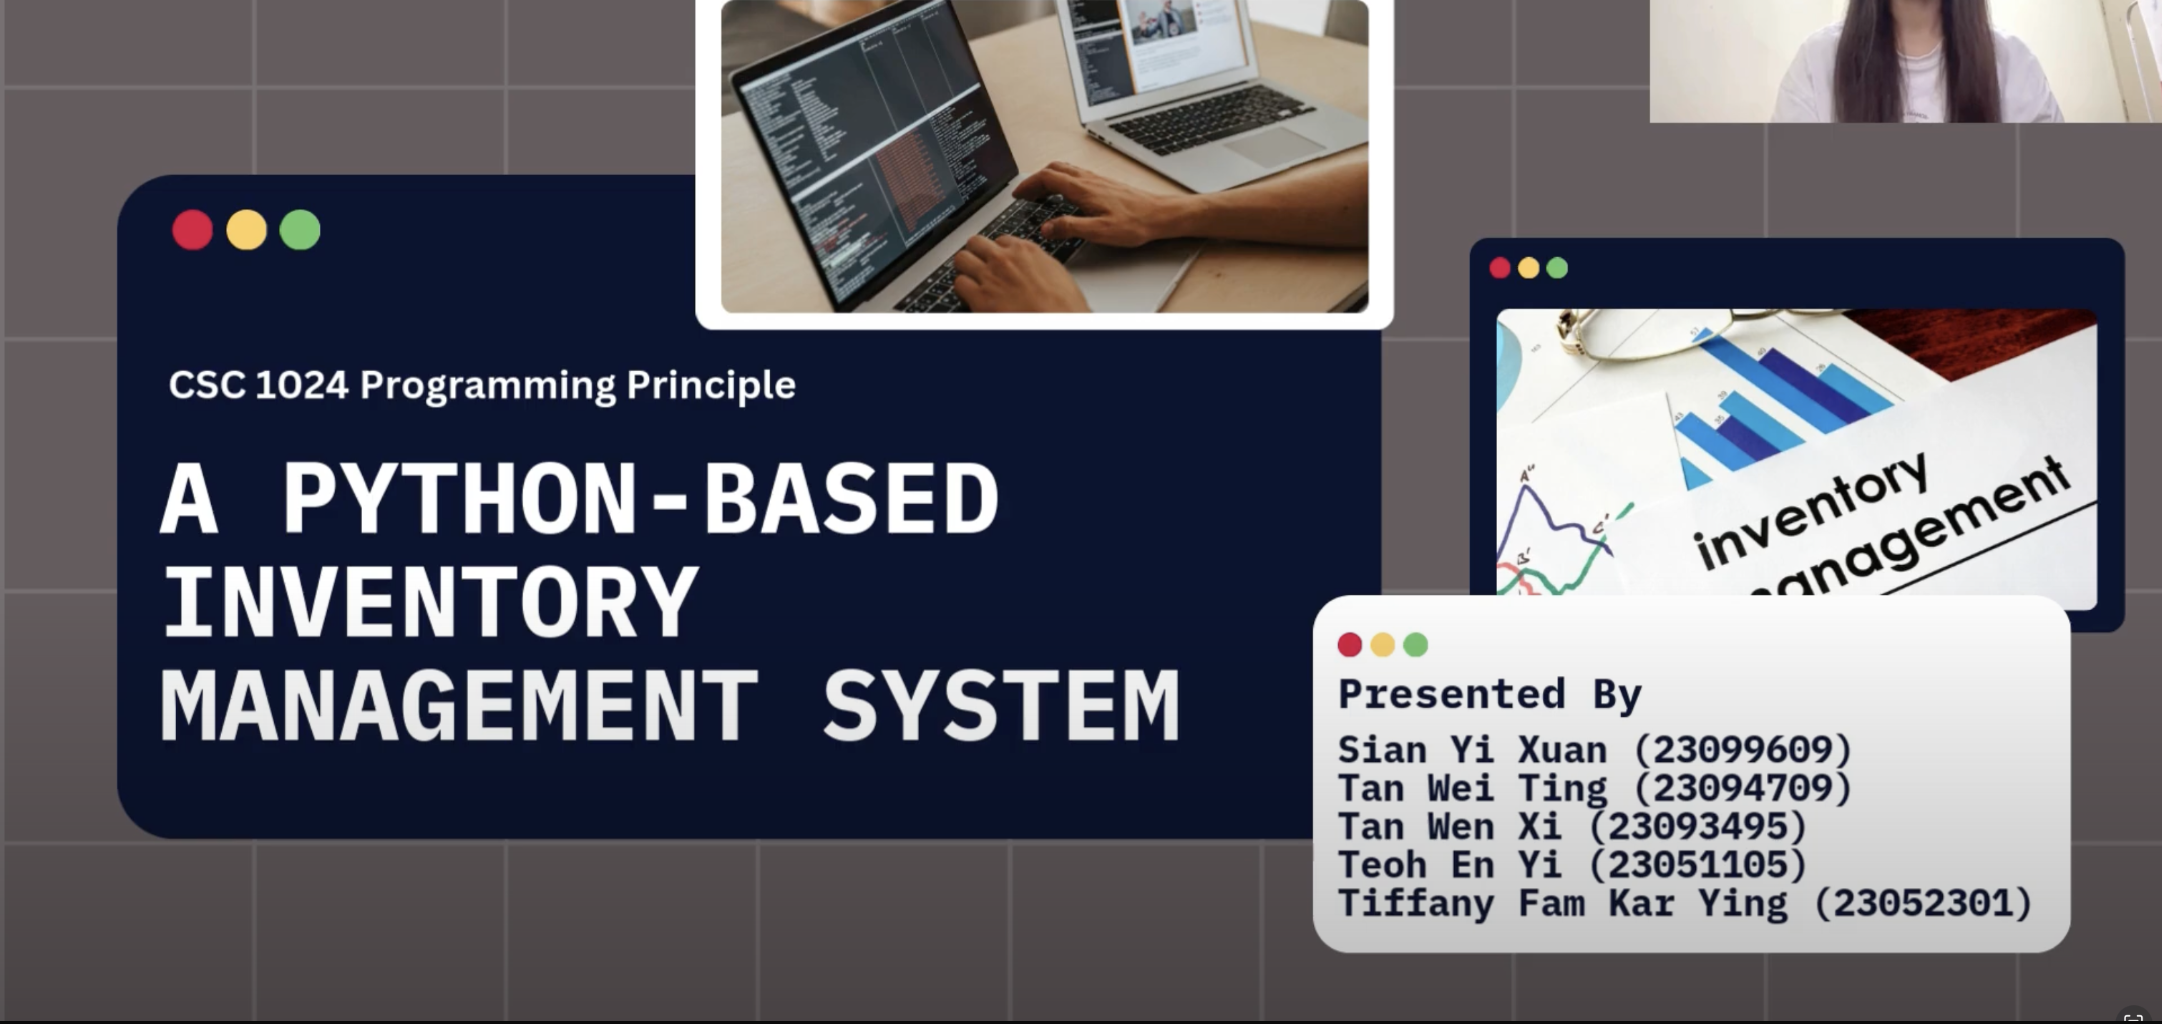 CSC 1024 Programming Principle
A PYTHON-BASED
INVENTORY
MANAGEMENT SYSTEM
inventory
management
Presented By
Sian Yi Xuan (23099609)
Tan Wei Ting (23094709)
Tan Wen Xi (23093495)
Teoh En Yi (23051105)
Tiffany Fam Kar Ying (23052301)